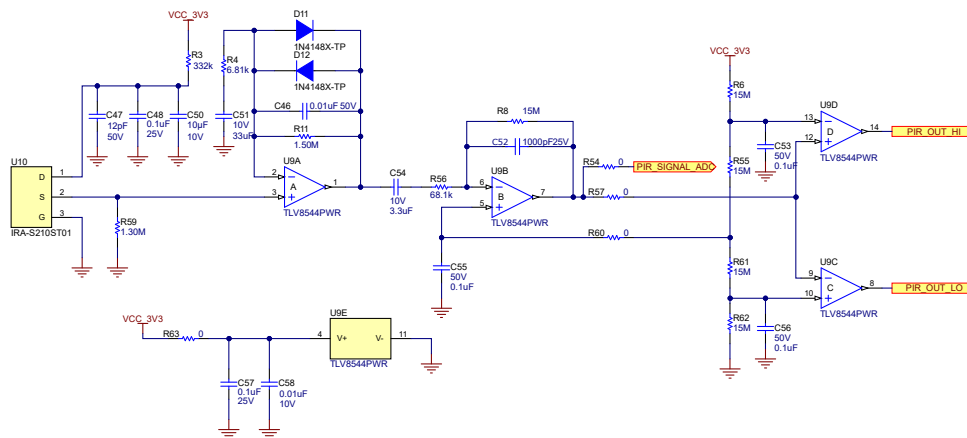 VCC_3V3
R3
332k
C47
12pF
50V
C48
0.1uF
25V
C50
10µF
10V
U10
D
S
G
1
2
3
IRA-S210ST01
R59
1.30M
R4
6.81k
C51
10V
33uF
D11
1N4148X-TP
D12
1N4148X-TP
C46
0.01uF 50V
R11
1.50M
U9A
2
3
A
1
TLV8544PWR
C54
10V
3.3uF
R56
68.1k
R8
15M
C52
1000pF25V
U9B
6
5
B
7
TLV8544PWR
R54
0
PIR_SIGNAL_ADC
R57
0
R60
0
C55
50V
0.1uF
VCC_3V3
R6
15M
R55
15M
R61
15M
R62
15M
C53
50V
0.1uF
C56
50V
0.1uF
U9D
13
12
D
14
TLV8544PWR
PIR_OUT_HI
U9C
9
10
C
8
TLV8544PWR
PIR_OUT_LO
VCC_3V3
R63
0
C57
0.1uF
25V
C58
0.01uF
10V
U9E
4
V+
V-
11
TLV8544PWR